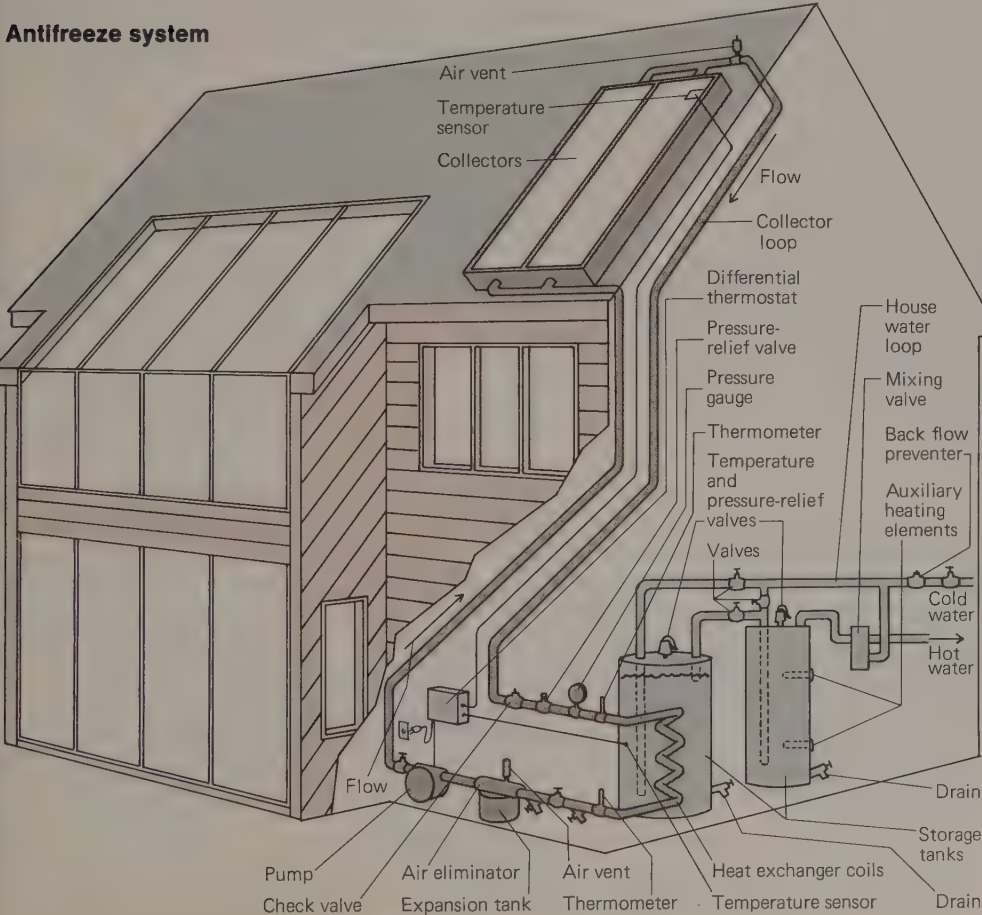 Antifreeze system
Air vent
Temperature
sensor
Collectors
Flow
Collector
loop
Differential
thermostat
Pressure-
relief valve
Pressure
gauge
Thermometer
Temperature
and
pressure-relief
valves
Valves
House
water
loop
Mixing
valve
Back flow
preventer
Auxiliary
heating
elements
Cold
water
Hot
water
Flow
Drain
Storage
tanks
Pump
Air eliminator
Air vent
Heat exchanger coils
Check valve
Expansion tank
Thermometer
Temperature sensor
Drain